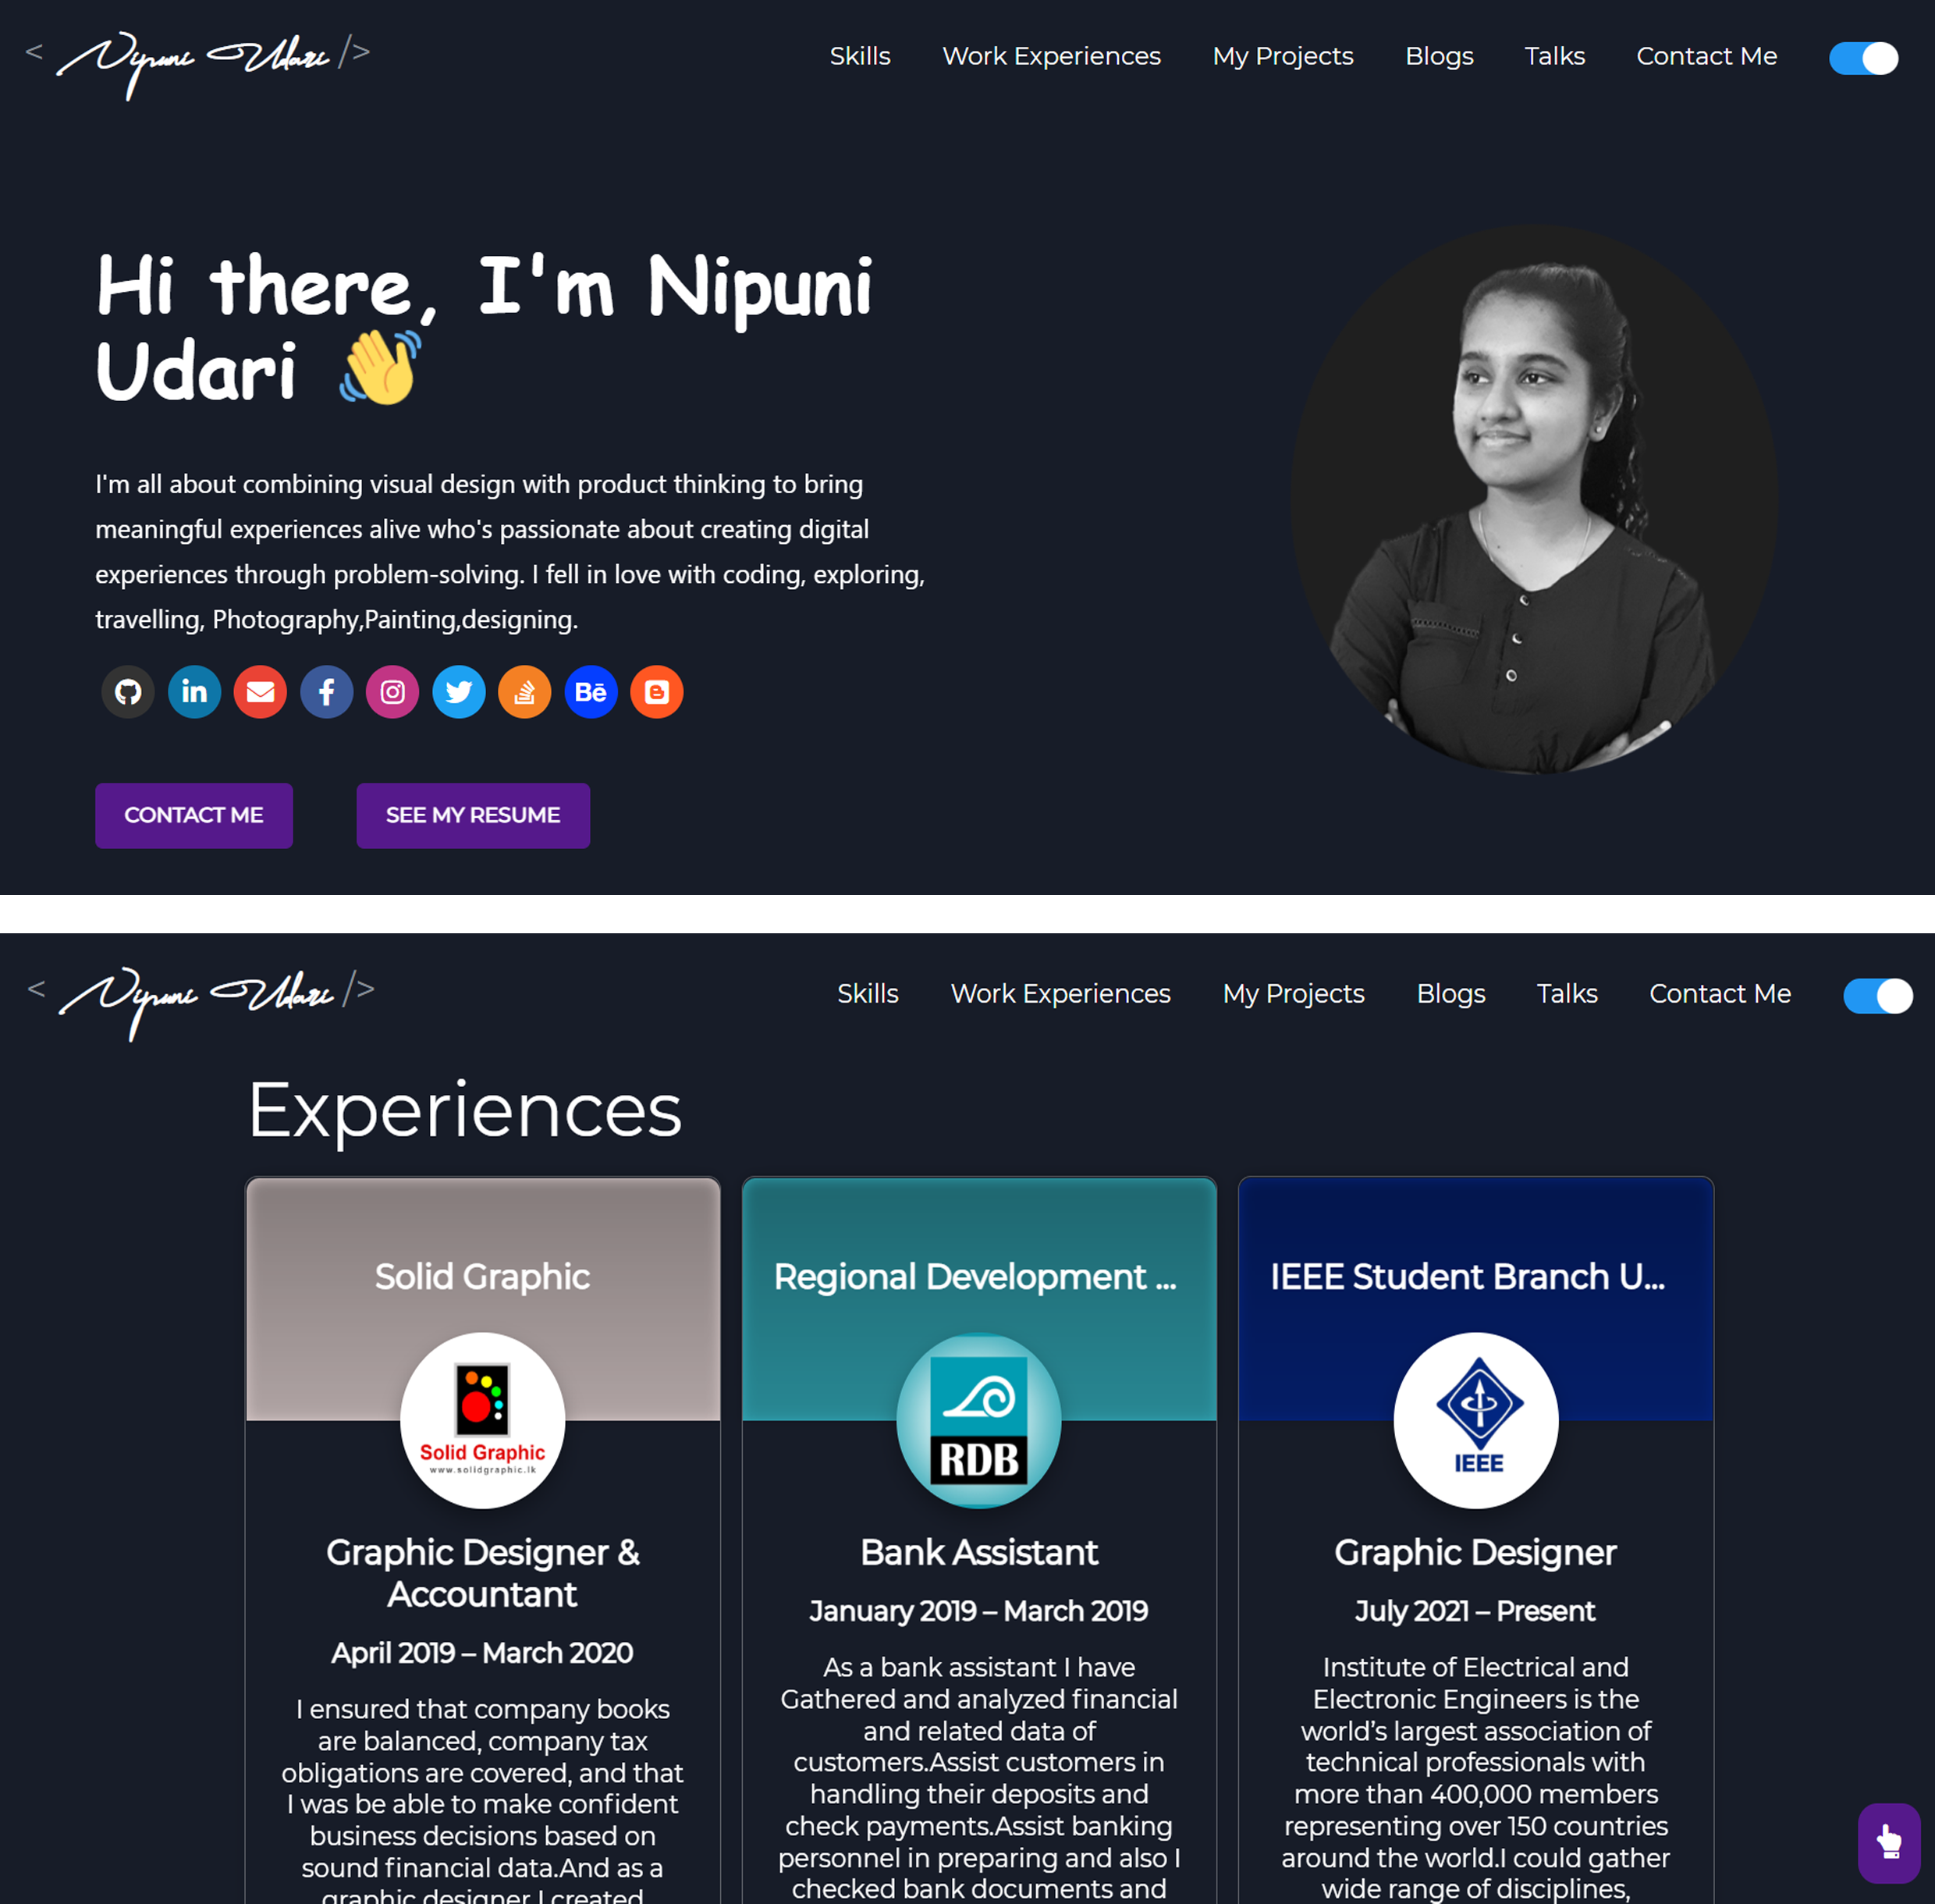 < Nipuni Udari />
Skills Work Experiences My Projects Blogs Talks Contact Me
Hi there, I'm Nipuni
Udari 👋
I'm all about combining visual design with product thinking to bring
meaningful experiences alive who's passionate about creating digital
experiences through problem-solving. I fell in love with coding, exploring,
travelling, Photography,Painting,designing.
in
f
Bē
CONTACT ME SEE MY RESUME
< Nipuni Udari />
Skills Work Experiences My Projects Blogs Talks Contact Me
Experiences
Solid Graphic
Solid Graphic
www.solidgraphic.lk
Graphic Designer &
Accountant
April 2019 – March 2020
I ensured that company books
are balanced, company tax
obligations are covered, and that
I was be able to make confident
business decisions based on
sound financial data.And as a
graphic designer I created
Regional Development ...
RDB
Bank Assistant
January 2019 – March 2019
As a bank assistant I have
Gathered and analyzed financial
and related data of
customers.Assist customers in
handling their deposits and
check payments.Assist banking
personnel in preparing and also I
checked bank documents and
IEEE Student Branch U...
IEEE
Graphic Designer
July 2021 – Present
Institute of Electrical and
Electronic Engineers is the
world’s largest association of
technical professionals with
more than 400,000 members
representing over 150 countries
around the world.I could gather
wide range of disciplines,